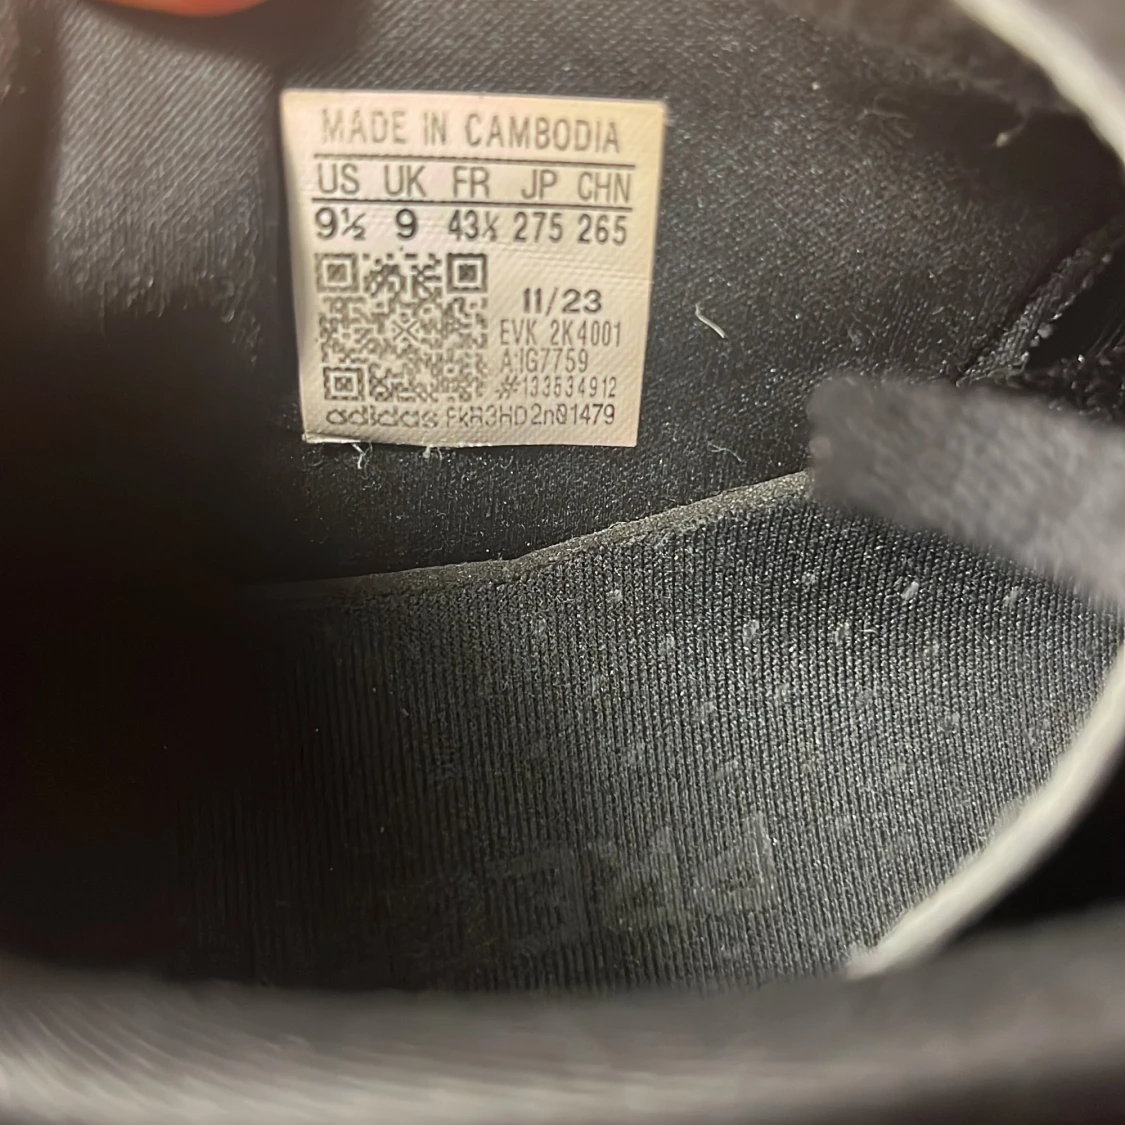 MADE IN CAMBODIA
US UK FR JP CHN
9½ 9 43⅓ 275 265
11/23
EVK 2K4001
A:IG7759
#133534912
adidas FkH3HD2n01479